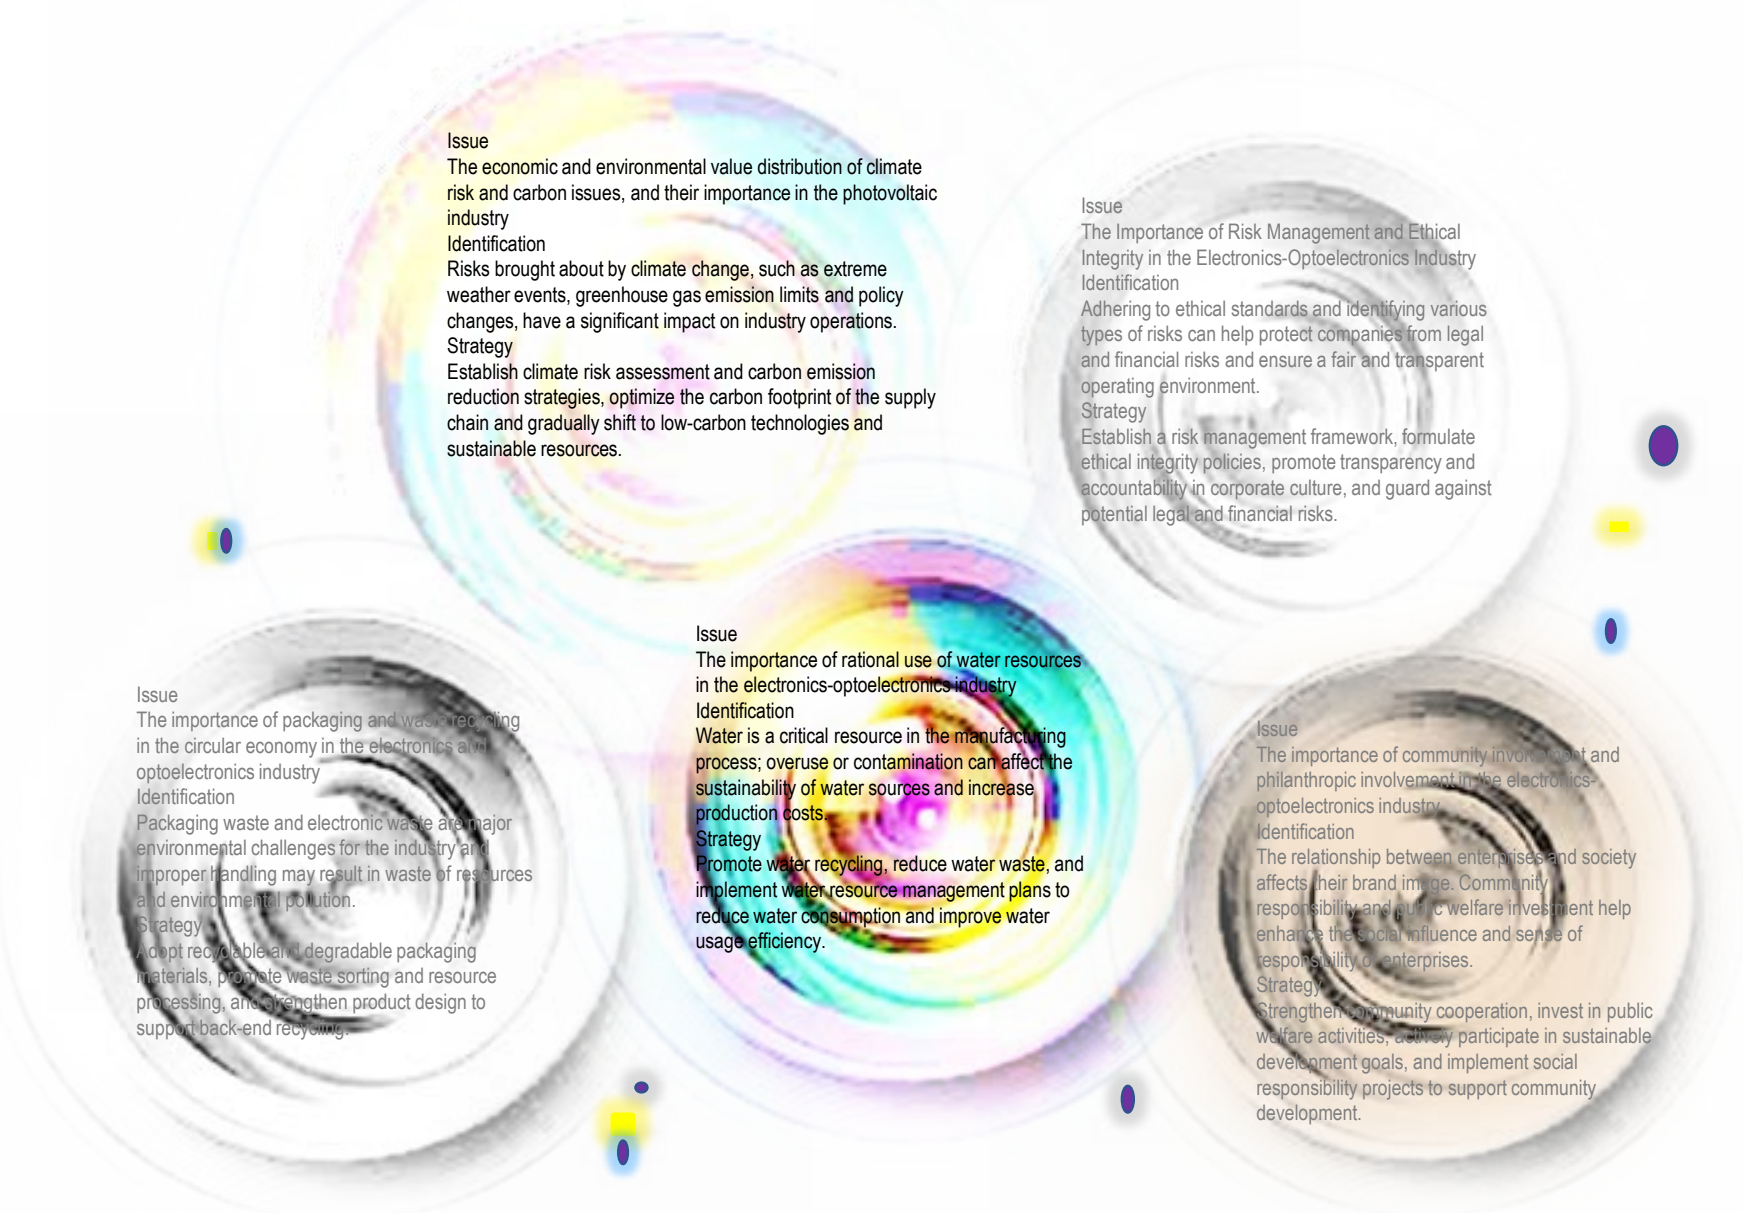 Issue
The economic and environmental value distribution of climate
risk and carbon issues, and their importance in the photovoltaic
industry
Identification
Risks brought about by climate change, such as extreme
weather events, greenhouse gas emission limits and policy
changes, have a significant impact on industry operations.
Strategy
Establish climate risk assessment and carbon emission
reduction strategies, optimize the carbon footprint of the supply
chain and gradually shift to low-carbon technologies and
sustainable resources.
Issue
The Importance of Risk Management and Ethical
Integrity in the Electronics-Optoelectronics Industry
Identification
Adhering to ethical standards and identifying various
types of risks can help protect companies from legal
and financial risks and ensure a fair and transparent
operating environment.
Strategy
Establish a risk management framework, formulate
ethical integrity policies, promote transparency and
accountability in corporate culture, and guard against
potential legal and financial risks.
Issue
The importance of packaging and waste recycling
in the circular economy in the electronics and
optoelectronics industry
Identification
Packaging waste and electronic waste are major
environmental challenges for the industry and
improper handling may result in waste of resources
and environmental pollution.
Strategy
Adopt recyclable and degradable packaging
materials, promote waste sorting and resource
processing, and strengthen product design to
support back-end recycling.
Issue
The importance of rational use of water resources
in the electronics-optoelectronics industry
Identification
Water is a critical resource in the manufacturing
process; overuse or contamination can affect the
sustainability of water sources and increase
production costs.
Strategy
Promote water recycling, reduce water waste, and
implement water resource management plans to
reduce water consumption and improve water
usage efficiency.
Issue
The importance of community involvement and
philanthropic involvement in the electronics-
optoelectronics industry
Identification
The relationship between enterprises and society
affects their brand image. Community
responsibility and public welfare investment help
enhance the social influence and sense of
responsibility of enterprises.
Strategy
Strengthen community cooperation, invest in public
welfare activities, actively participate in sustainable
development goals, and implement social
responsibility projects to support community
development.